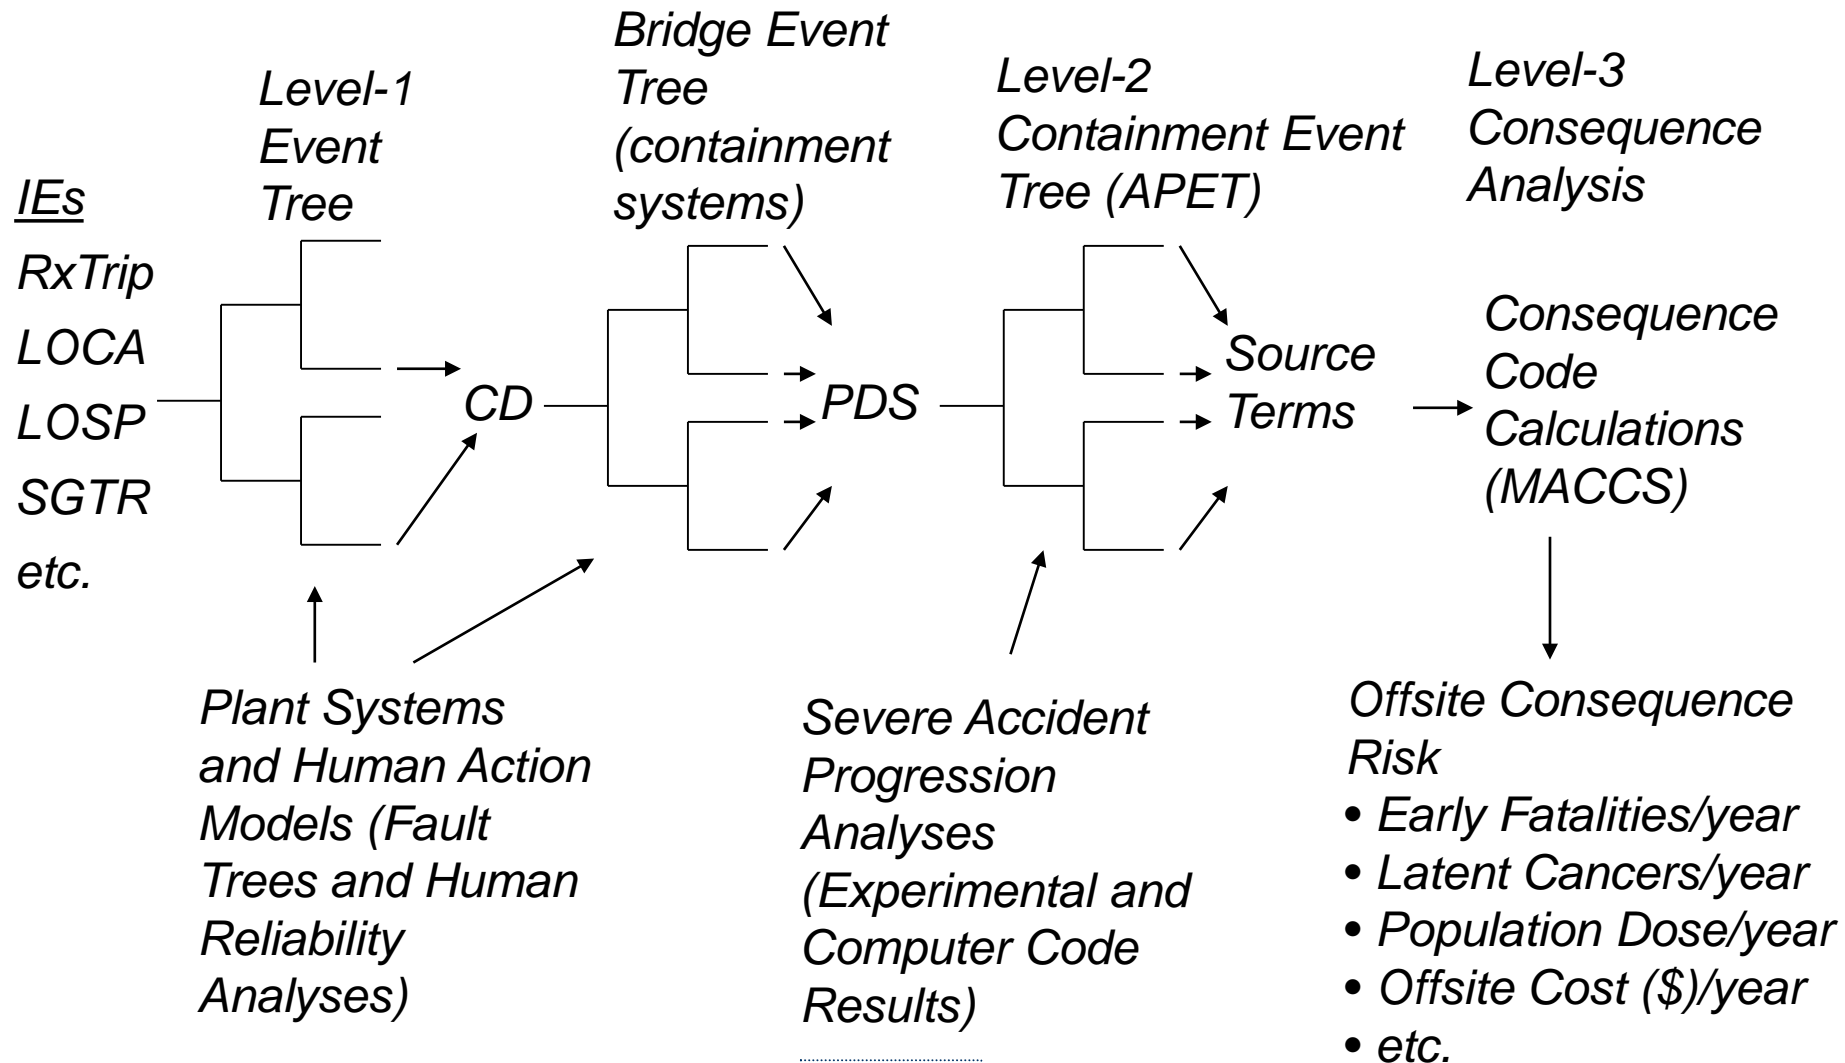 IEs
RxTrip
LOCA
LOSP
SGTR
etc.
Level-1
Event
Tree
CD
Bridge Event
Tree
(containment
systems)
PDS
Level-2
Containment Event
Tree (APET)
Source
Terms
Level-3
Consequence
Analysis
Consequence
Code
Calculations
(MACCS)
Plant Systems
and Human Action
Models (Fault
Trees and Human
Reliability
Analyses)
Severe Accident
Progression
Analyses
(Experimental and
Computer Code
Results)
Offsite Consequence
Risk
• Early Fatalities/year
• Latent Cancers/year
• Population Dose/year
• Offsite Cost ($)/year
• etc.